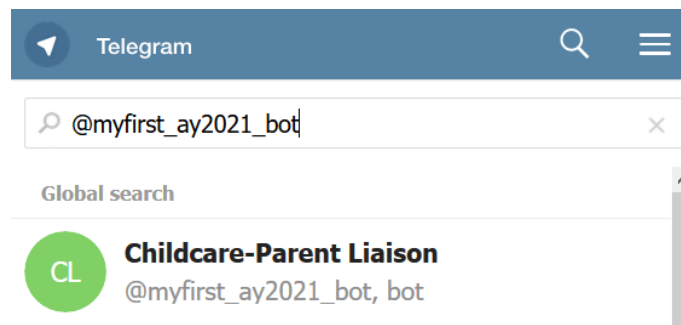 Telegram
@myfirst_ay2021_bot
Global search
CL
Childcare-Parent Liaison
@myfirst_ay2021_bot, bot